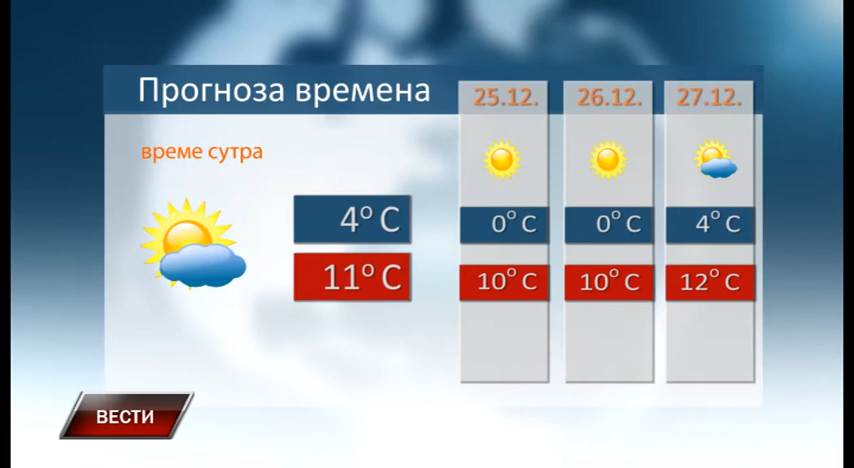 Прогноза времена
25.12.
26.12.
27.12.
време сутра
4° C
0° C
0° C
4° C
11° C
10° C
10° C
12° C
ВЕСТИ